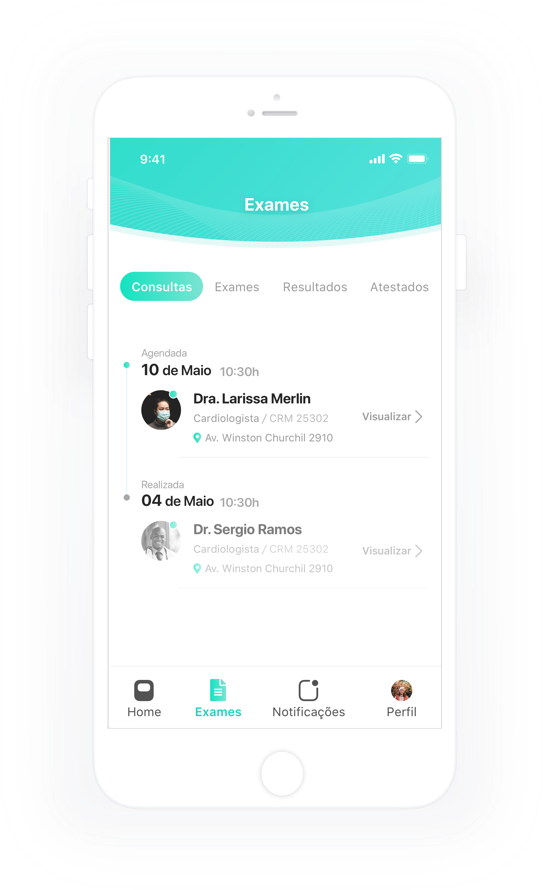 9:41
Exames
Consultas Exames Resultados Atestados
Agendada
10 de Maio 10:30h
Dra. Larissa Merlin
Cardiologista / CRM 25302
Visualizar
Av. Winston Churchil 2910
Realizada
04 de Maio 10:30h
Dr. Sergio Ramos
Cardiologista / CRM 25302
Visualizar
Av. Winston Churchil 2910
Home Exames Notificações Perfil